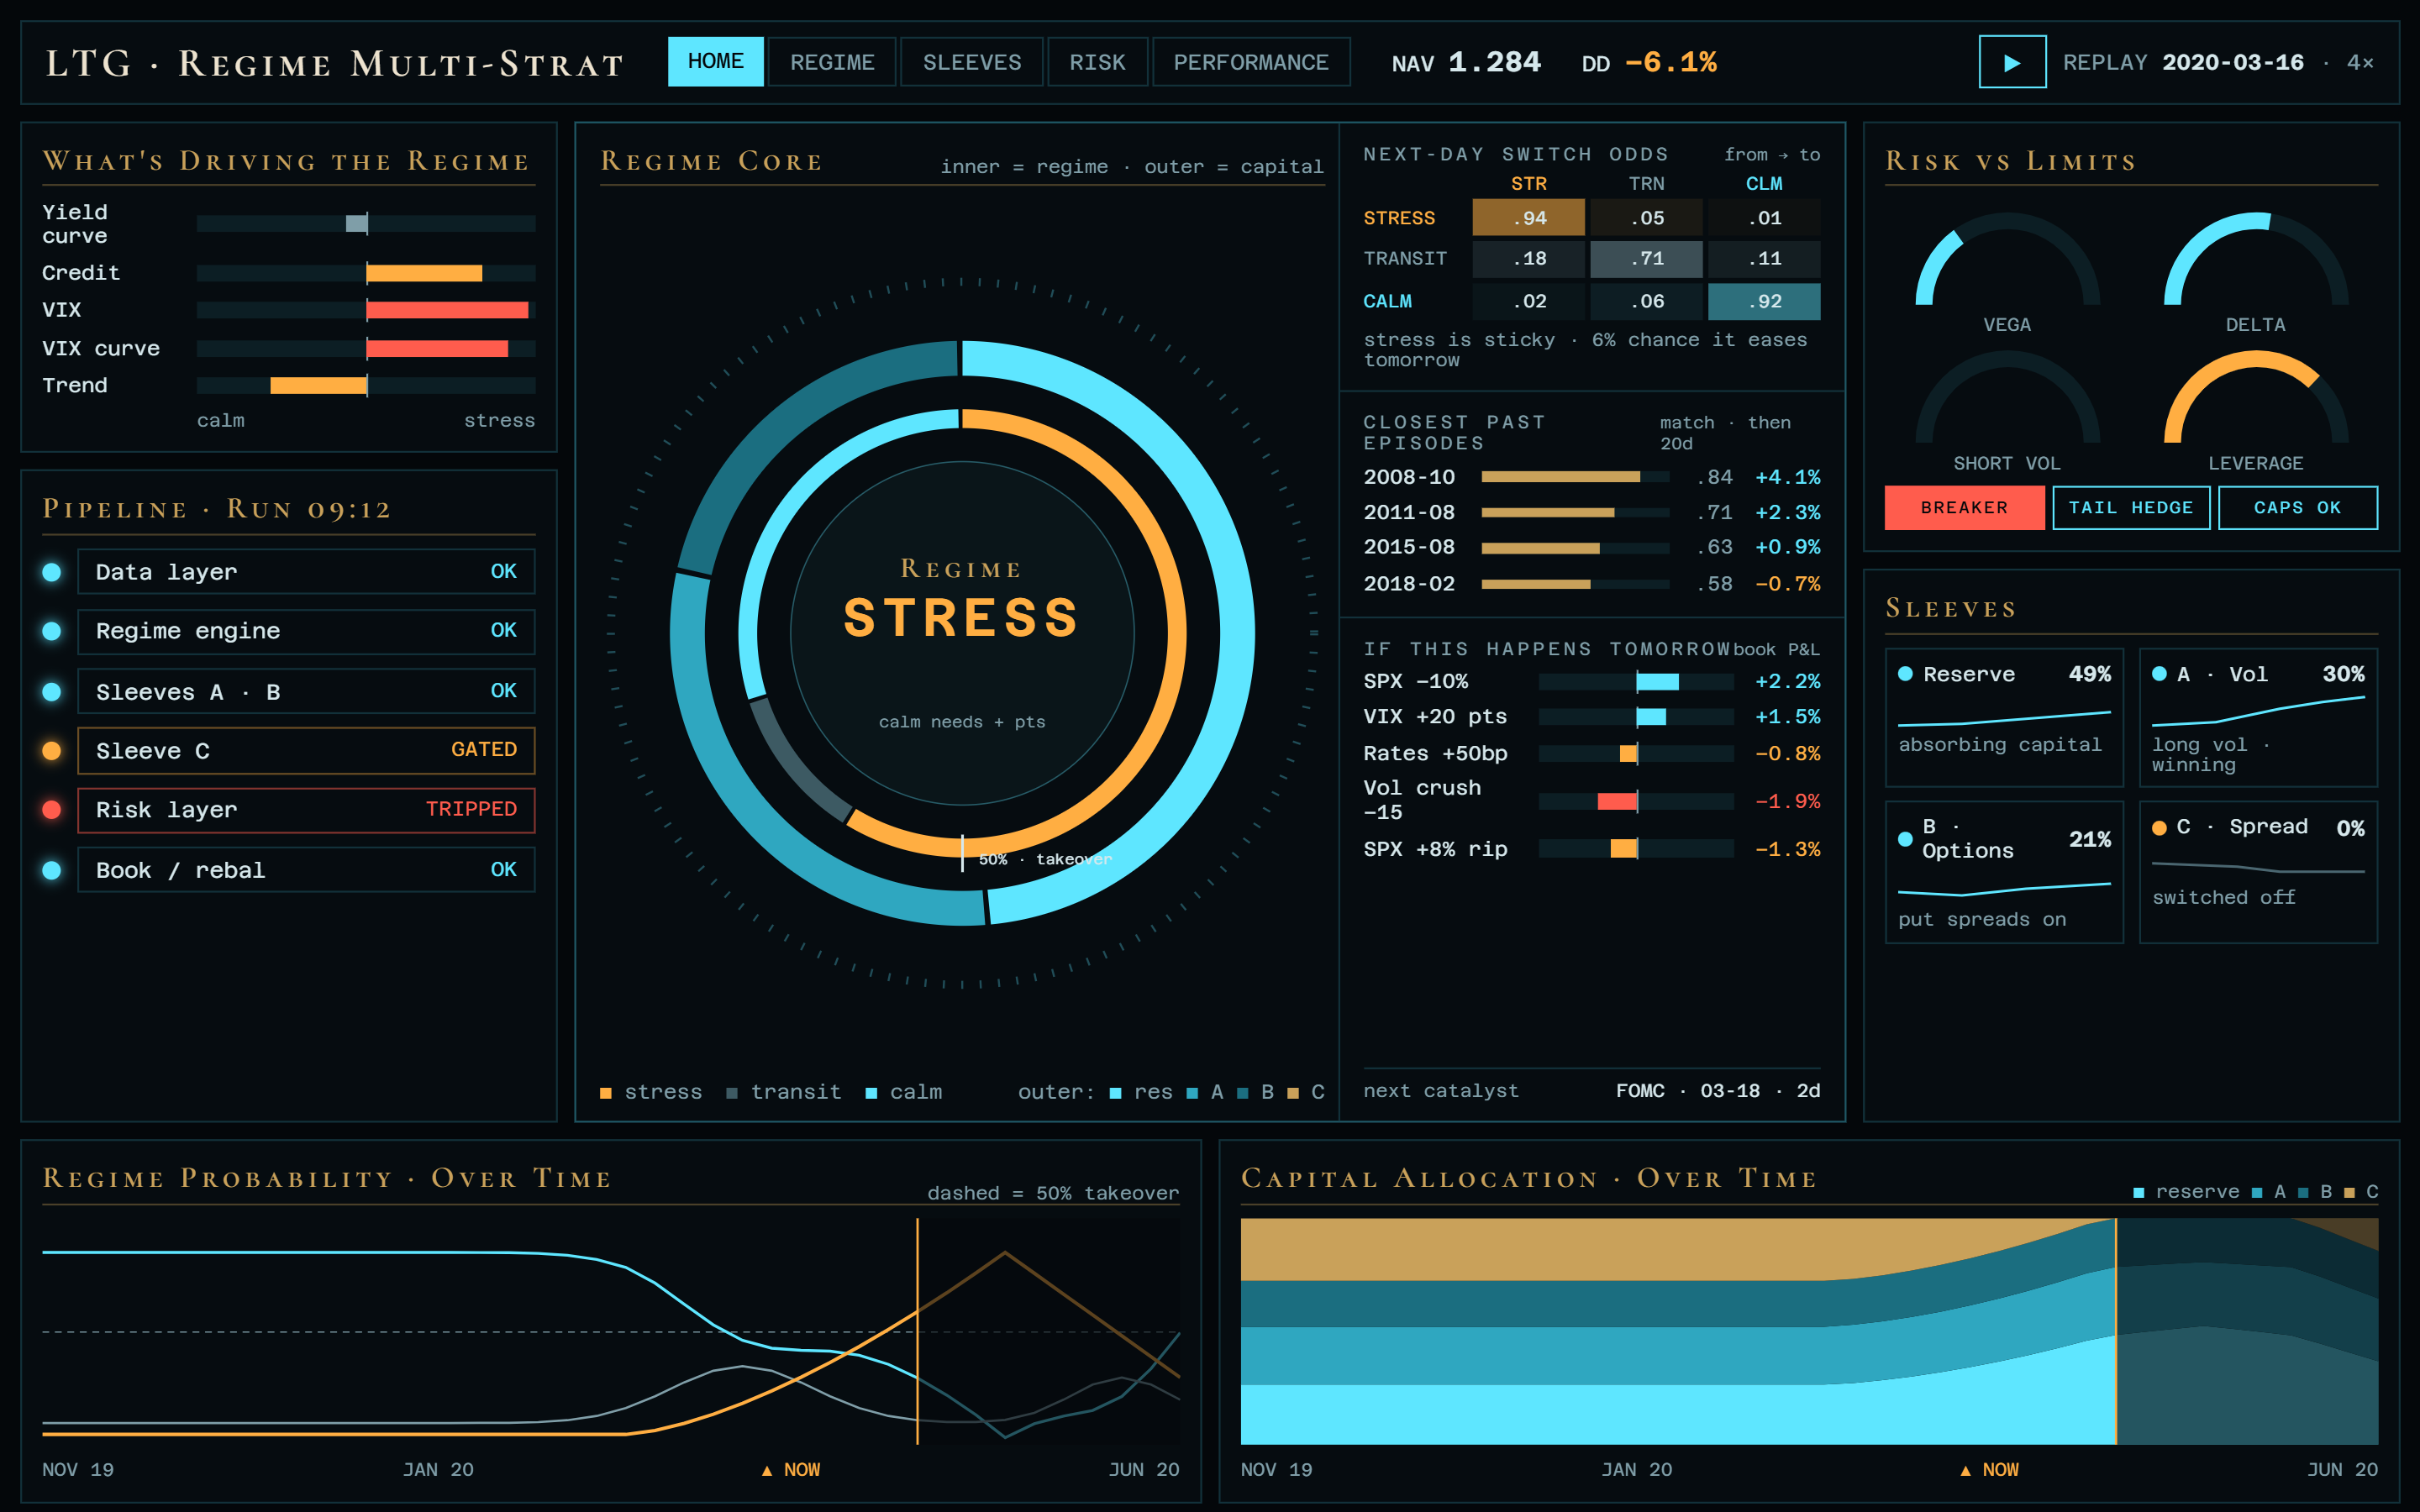 LTG · Regime Multi-Strat
HOME REGIME SLEEVES RISK PERFORMANCE
NAV 1.284 DD −6.1%
▶ REPLAY 2020-03-16 · 4×
What's Driving the Regime
Yield
curve
Credit
VIX
VIX curve
Trend
calm stress
Pipeline · Run 09:12
Data layer OK
Regime engine OK
Sleeves A · B OK
Sleeve C GATED
Risk layer TRIPPED
Book / rebal OK
Regime Core inner = regime · outer = capital
Regime
STRESS
calm needs + pts
50% · takeover
stress transit calm outer: res A B C
NEXT-DAY SWITCH ODDS from → to
STR TRN CLM
STRESS .94 .05 .01
TRANSIT .18 .71 .11
CALM .02 .06 .92
stress is sticky · 6% chance it eases
tomorrow
CLOSEST PAST
EPISODES
match · then
20d
2008-10 .84 +4.1%
2011-08 .71 +2.3%
2015-08 .63 +0.9%
2018-02 .58 −0.7%
IF THIS HAPPENS TOMORROW book P&L
SPX −10% +2.2%
VIX +20 pts +1.5%
Rates +50bp −0.8%
Vol crush
−15
−1.9%
SPX +8% rip −1.3%
next catalyst FOMC · 03-18 · 2d
Risk vs Limits
VEGA DELTA
SHORT VOL LEVERAGE
BREAKER TAIL HEDGE CAPS OK
Sleeves
Reserve 49%
absorbing capital
A · Vol 30%
long vol ·
winning
B ·
Options
21%
put spreads on
C · Spread 0%
switched off
Regime Probability · Over Time dashed = 50% takeover
NOV 19 JAN 20 ▲ NOW JUN 20
Capital Allocation · Over Time reserve A B C
NOV 19 JAN 20 ▲ NOW JUN 20